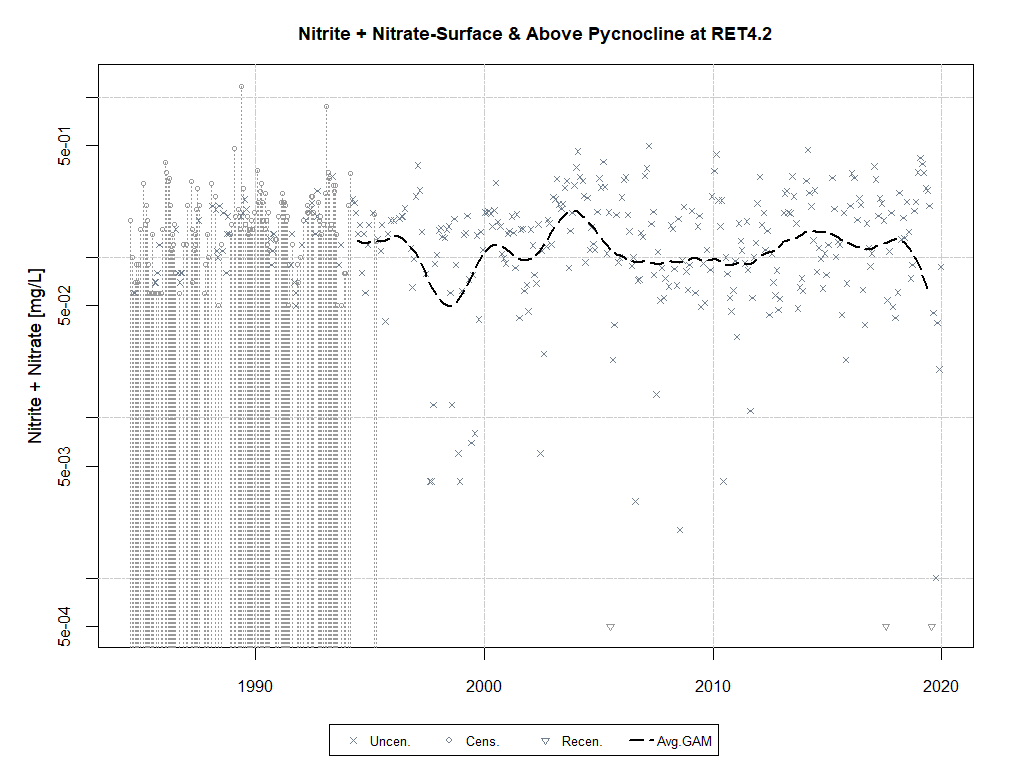 Nitrite + Nitrate-Surface & Above Pycnocline at RET4.2
Nitrite + Nitrate [mg/L]
5e-01
5e-02
5e-03
5e-04
1990 2000 2010 2020
Uncen. Cens. Recen. Avg.GAM